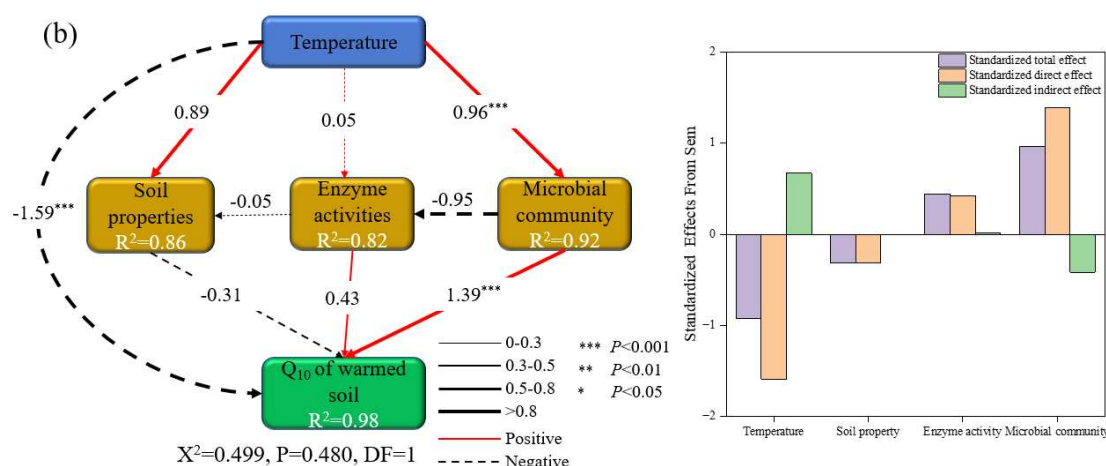 (b)
Temperature
0.89
0.05
0.96***
Soil
properties
R²=0.86
-0.05
Enzyme
activities
R²=0.82
-0.95
Microbial
community
R²=0.92
-1.59***
-0.31
0.43
1.39***
Q₁₀ of warmed
soil
R²=0.98
0-0.3
0.3-0.5
0.5-0.8
>0.8
Positive
Negative
*** P<0.001
** P<0.01
* P<0.05
X²=0.499, P=0.480, DF=1
Standardized Effects From Sem
2
1
0
−1
−2
Standardized total effect
Standardized direct effect
Standardized indirect effect
Temperature
Soil property
Enzyme activity
Microbial community